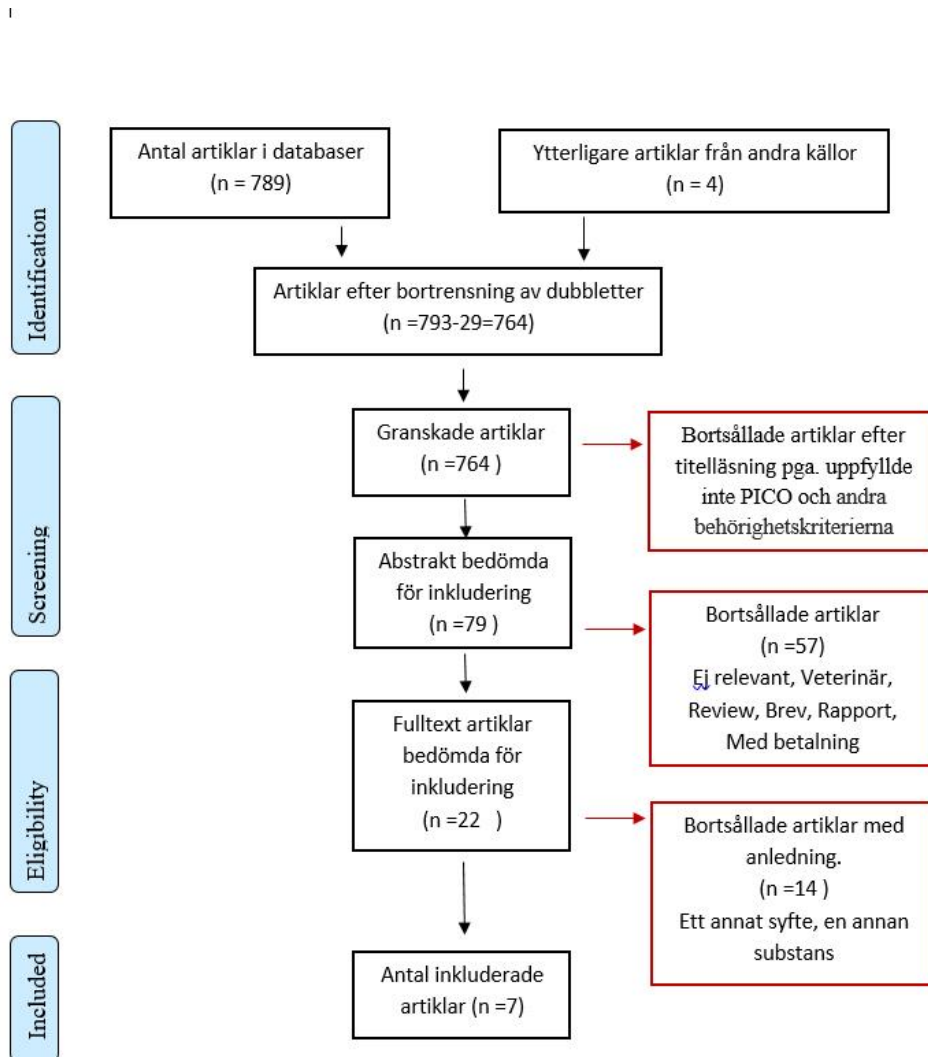 Antal artiklar i databaser
(n = 789)
Ytterligare artiklar från andra källor
(n = 4)
Identification
Artiklar efter bortrensning av dubbletter
(n =793-29=764)
Screening
Granskade artiklar
(n =764 )
Bortsållade artiklar efter
titelläsning pga. uppfyllde
inte PICO och andra
behörighetskriterierna
Abstrakt bedömda
för inkludering
(n =79 )
Bortsållade artiklar
(n =57)
Ej relevant, Veterinär,
Review, Brev, Rapport,
Med betalning
Eligibility
Fulltext artiklar
bedömda för
inkludering
(n =22 )
Bortsållade artiklar med
anledning.
(n =14 )
Ett annat syfte, en annan
substans
Included
Antal inkluderade
artiklar (n =7)